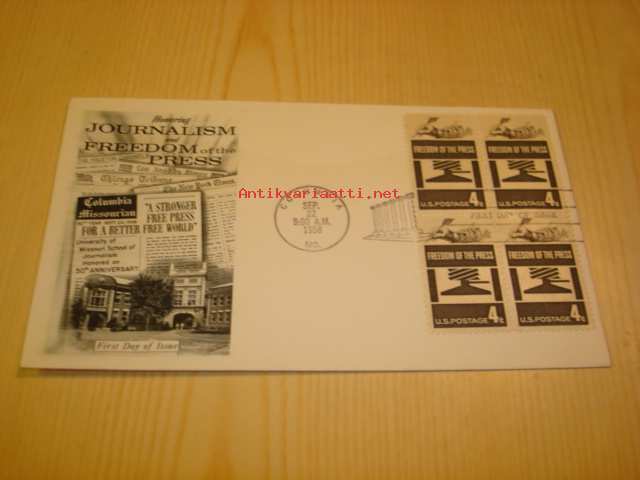 Honoring
JOURNALISM
and
FREEDOM of the
PRESS
Chicago Tribune
The New York Times
Columbia
Missourian
"A STRONGER
FREE PRESS
FOR A BETTER FREE WORLD"
University of
Missouri School of
Journalism
Honored on
50TH ANNIVERSARY
First Day of Issue
Antikvariaatti.net
COLUMBIA
SEP.
22
9:00 A.M.
1958
MO.
FIRST DAY OF ISSUE
FREEDOM OF THE PRESS
U.S. POSTAGE 4¢
FREEDOM OF THE PRESS
U.S. POSTAGE 4¢
FREEDOM OF THE PRESS
U.S. POSTAGE 4¢
FREEDOM OF THE PRESS
U.S. POSTAGE 4¢